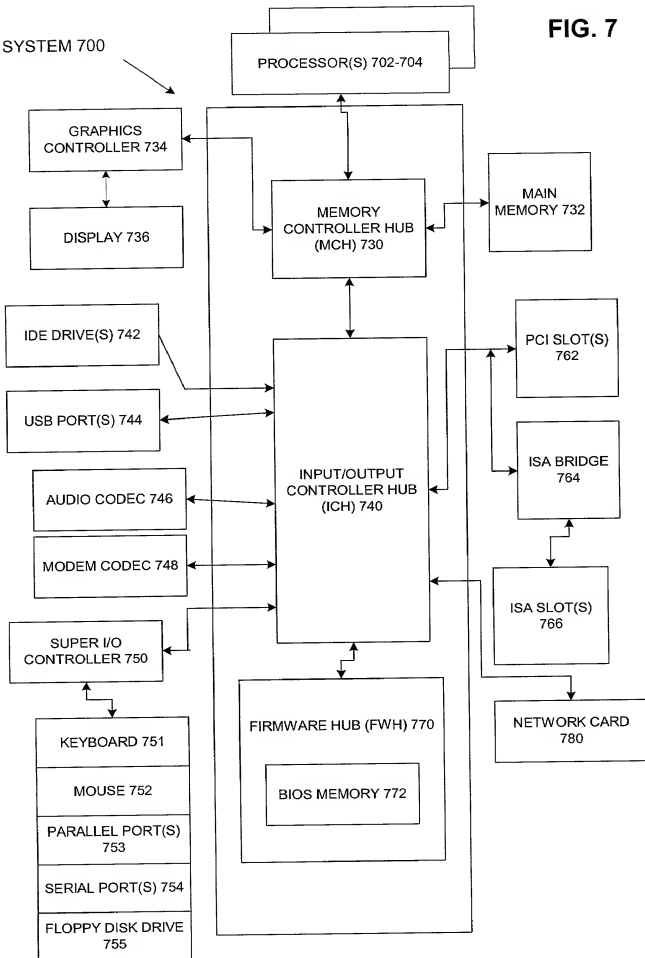 FIG. 7
SYSTEM 700
PROCESSOR(S) 702-704
GRAPHICS
CONTROLLER 734
MEMORY
CONTROLLER HUB
(MCH) 730
MAIN
MEMORY 732
DISPLAY 736
IDE DRIVE(S) 742
PCI SLOT(S)
762
USB PORT(S) 744
INPUT/OUTPUT
CONTROLLER HUB
(ICH) 740
ISA BRIDGE
764
AUDIO CODEC 746
MODEM CODEC 748
ISA SLOT(S)
766
SUPER I/O
CONTROLLER 750
FIRMWARE HUB (FWH) 770
BIOS MEMORY 772
NETWORK CARD
780
KEYBOARD 751
MOUSE 752
PARALLEL PORT(S)
753
SERIAL PORT(S) 754
FLOPPY DISK DRIVE
755